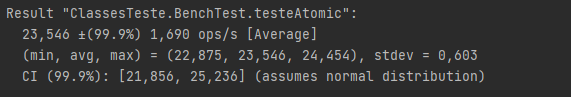 Result "ClassesTeste.BenchTest.testeAtomic":
23,546 ±(99.9%) 1,690 ops/s [Average]
(min, avg, max) = (22,875, 23,546, 24,454), stdev = 0,603
CI (99.9%): [21,856, 25,236] (assumes normal distribution)